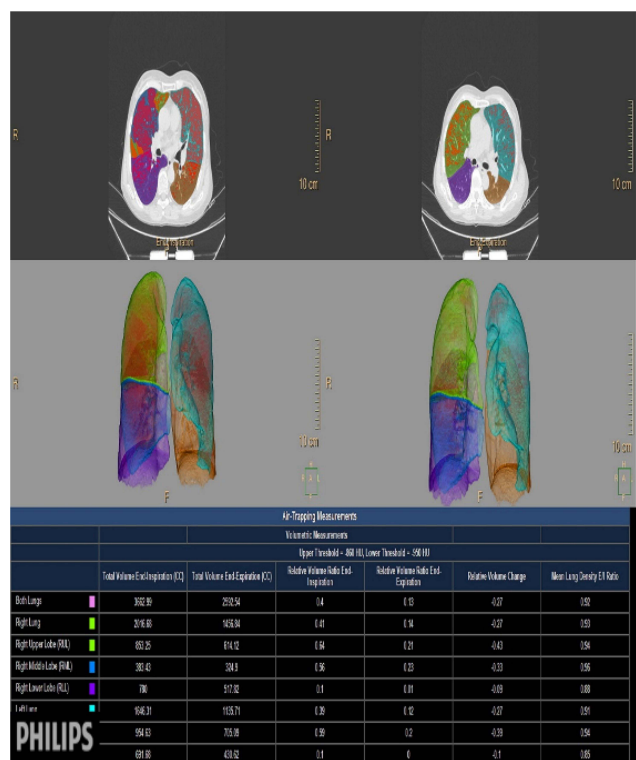 R
10 cm
End Inspiration
F
R
10 cm
End Expiration
F
R
10 cm
F
R
10 cm
F
Air-Trapping Measurements
Volumetric Measurements
Upper Threshold = -860 HU, Lower Threshold = -950 HU
Total Volume End-Inspiration (CC) Total Volume End-Expiration (CC) Relative Volume Ratio End-Inspiration Relative Volume Ratio End-Expiration Relative Volume Change Mean Lung Density E/I Ratio
Both Lungs 3662.99 2592.54 0.4 0.13 -0.27 0.92
Right Lung 2016.68 1456.84 0.41 0.14 -0.27 0.93
Right Upper Lobe (RUL) 853.25 614.12 0.64 0.21 -0.43 0.94
Right Middle Lobe (RML) 383.43 324.9 0.56 0.23 -0.33 0.96
Right Lower Lobe (RLL) 780 517.82 0.1 0.01 -0.09 0.88
Left Lung 1646.31 1135.71 0.39 0.12 -0.27 0.91
954.63 705.09 0.59 0.2 -0.39 0.94
691.68 430.62 0.1 0 -0.1 0.85
PHILIPS